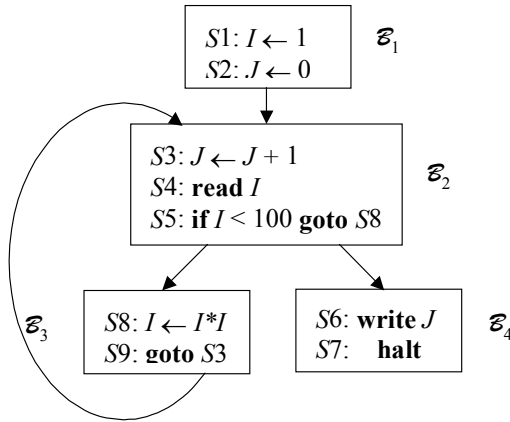 S1: I ← 1
S2: J ← 0
ℬ1
S3: J ← J + 1
S4: read I
S5: if I < 100 goto S8
ℬ2
ℬ3
S8: I ← I*I
S9: goto S3
S6: write J
S7: halt
ℬ4